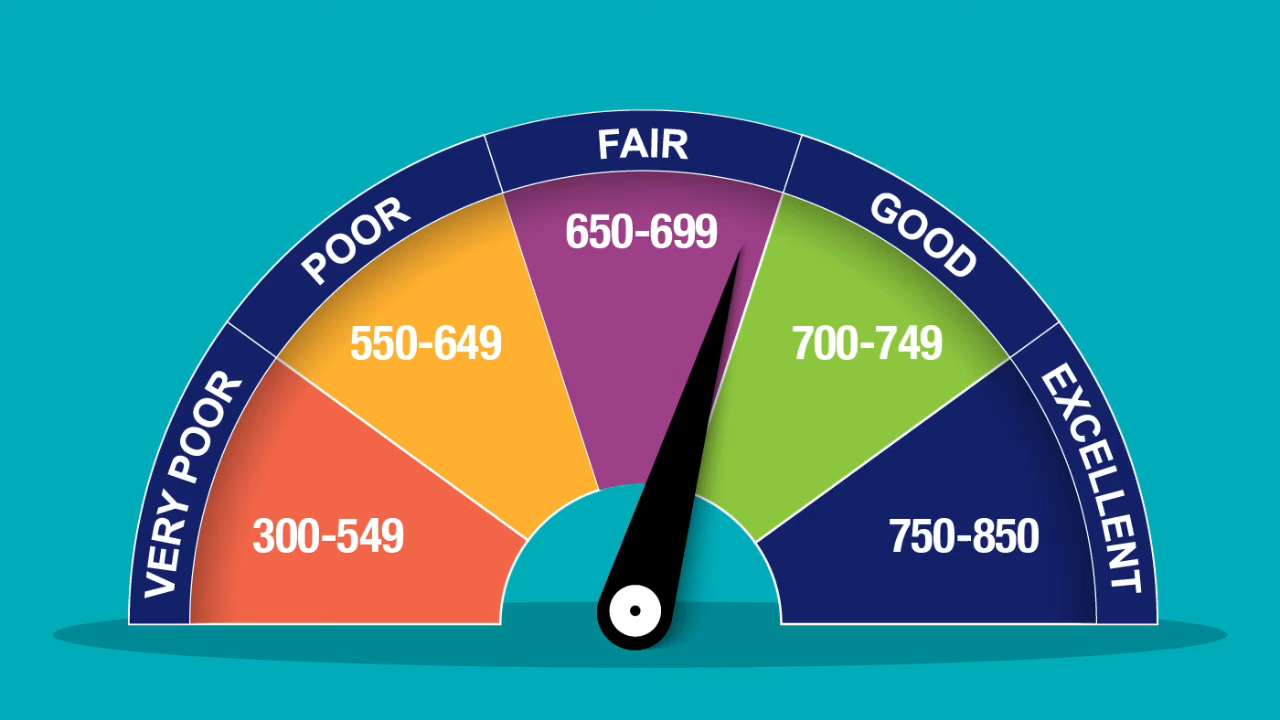 VERY POOR
300-549
POOR
550-649
FAIR
650-699
GOOD
700-749
EXCELLENT
750-850